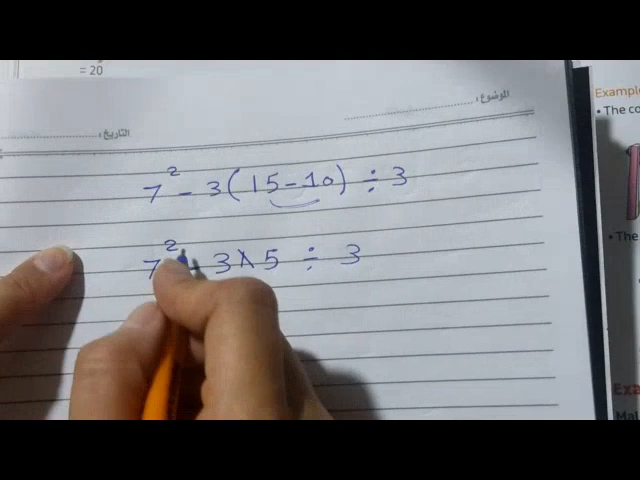 = 20
Example
• The co
الموضوع:
التاريخ:
7² - 3(15-10) ÷ 3
• The
7² - 3 × 5 ÷ 3
Exa
Mal